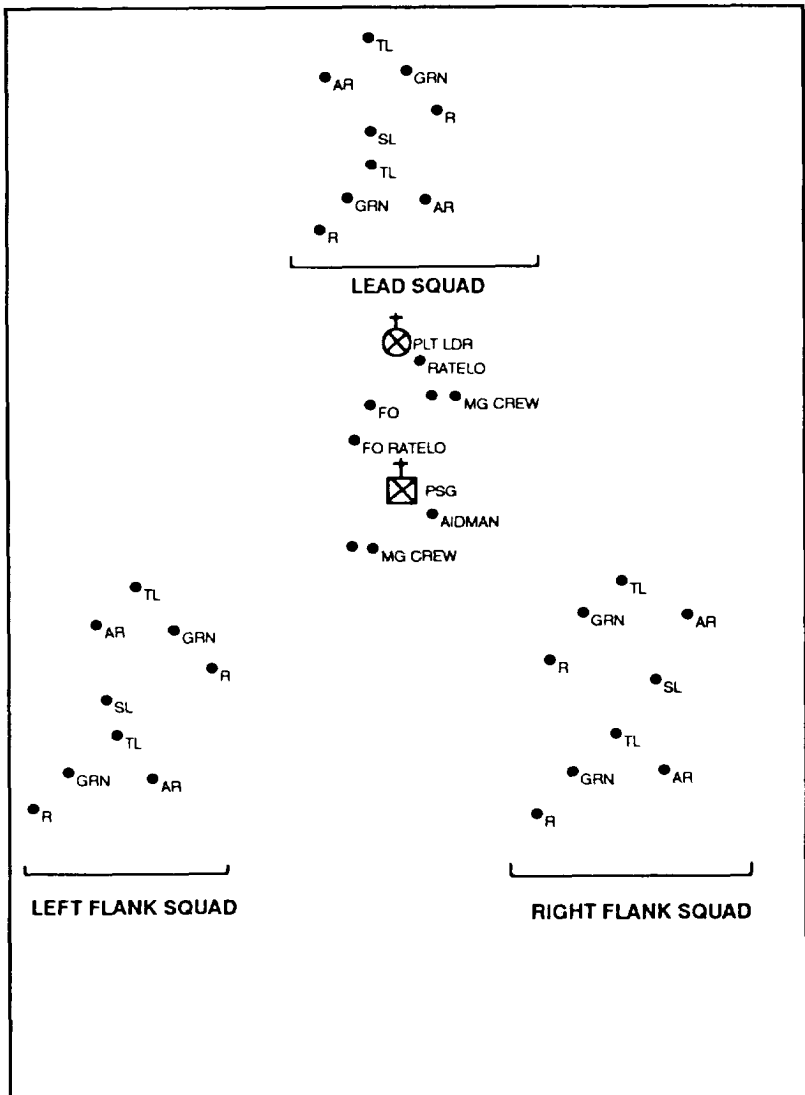 TL
GRN
AR
R
SL
TL
GRN
AR
R
LEAD SQUAD
PLT LDR
RATELO
MG CREW
FO
FO RATELO
PSG
AIDMAN
MG CREW
TL
AR
GRN
R
SL
TL
GRN
AR
R
LEFT FLANK SQUAD
TL
GRN
AR
R
SL
TL
GRN
AR
R
RIGHT FLANK SQUAD